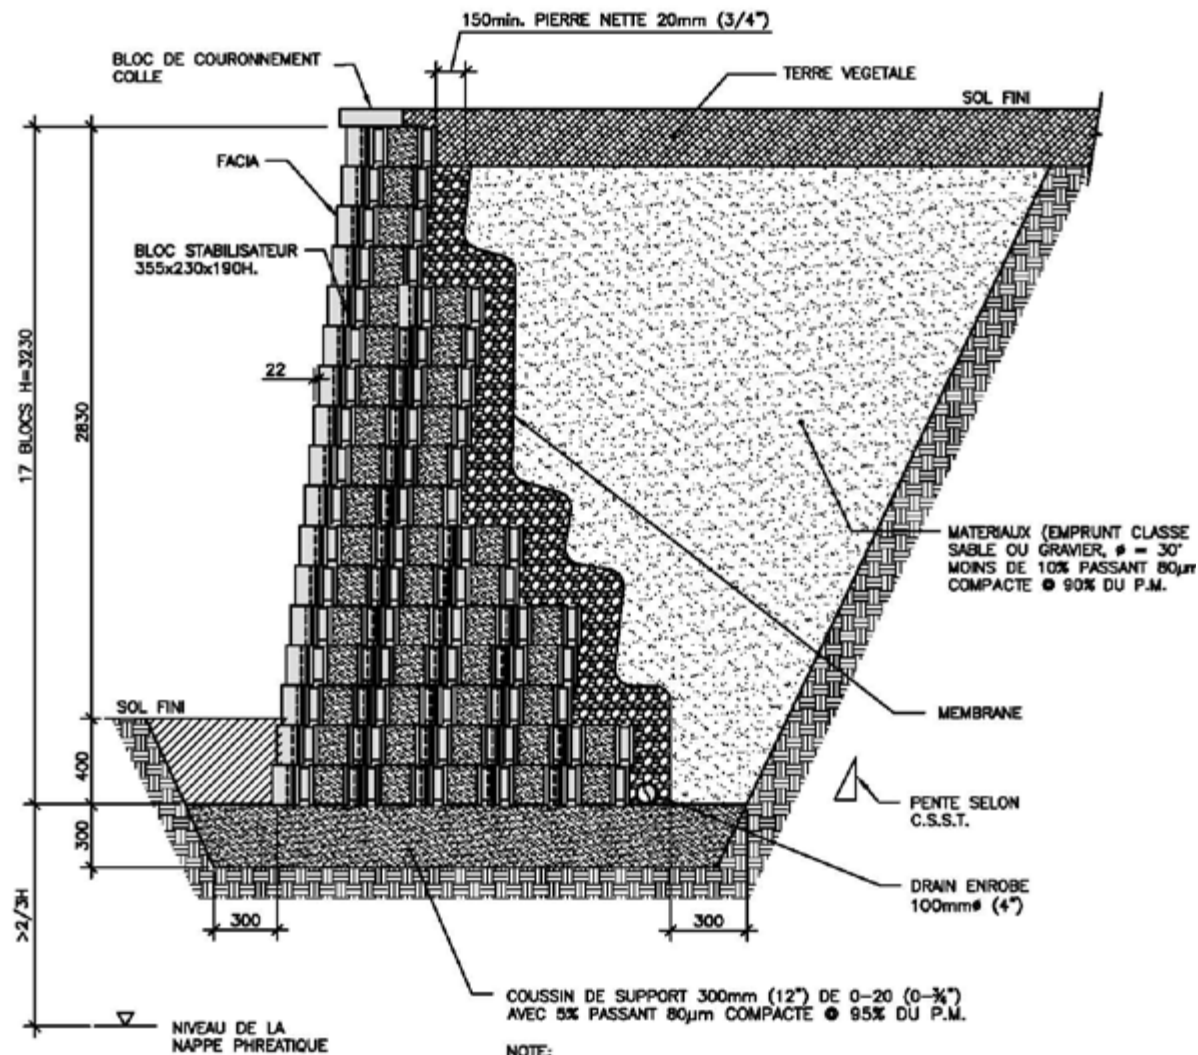 150min. PIERRE NETTE 20mm (3/4")
BLOC DE COURONNEMENT
COLLE
TERRE VEGETALE
SOL FINI
FACIA
BLOC STABILISATEUR
355x230x190H.
22
17 BLOCS H=3230
2830
MATERIAUX (EMPRUNT CLASSE
SABLE OU GRAVIER, ø = 30°
MOINS DE 10% PASSANT 80µm
COMPACTE @ 90% DU P.M.
SOL FINI
MEMBRANE
400
PENTE SELON
C.S.S.T.
300
DRAIN ENROBE
100mmø (4")
>2/3H
300
300
COUSSIN DE SUPPORT 300mm (12") DE 0-20 (0-¾")
AVEC 5% PASSANT 80µm COMPACTE @ 95% DU P.M.
NIVEAU DE LA
NAPPE PHREATIQUE
NOTE: